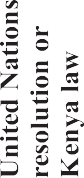 United Nations
resolution or
Kenya law